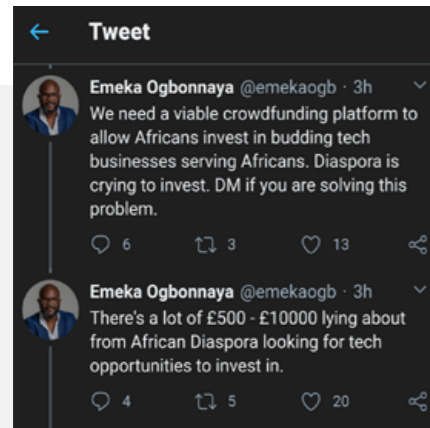 Tweet
Emeka Ogbonnaya @emekaogb · 3h
We need a viable crowdfunding platform to
allow Africans invest in budding tech
businesses serving Africans. Diaspora is
crying to invest. DM if you are solving this
problem.
6 3 13
Emeka Ogbonnaya @emekaogb · 3h
There's a lot of £500 - £10000 lying about
from African Diaspora looking for tech
opportunities to invest in.
4 5 20